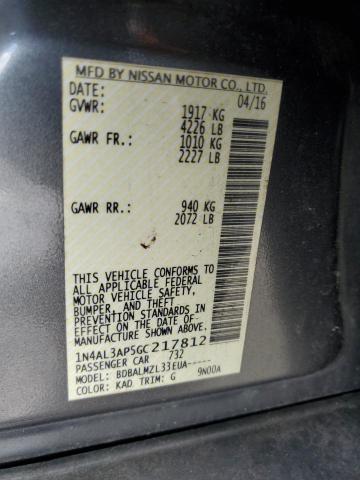 MFD BY NISSAN MOTOR CO., LTD.
DATE: 04/16
GVWR: 1917 KG
4226 LB
GAWR FR: 1010 KG
2227 LB
GAWR RR: 940 KG
2072 LB
THIS VEHICLE CONFORMS TO
ALL APPLICABLE FEDERAL
MOTOR VEHICLE SAFETY,
BUMPER, AND THEFT
PREVENTION STANDARDS IN
EFFECT ON THE DATE OF
MANUFACTURE SHOWN ABOVE.
1N4AL3AP5GC217812
PASSENGER CAR 732
MODEL: BDBALMZL33EUA-----
COLOR: KAD TRIM: G 9N00A